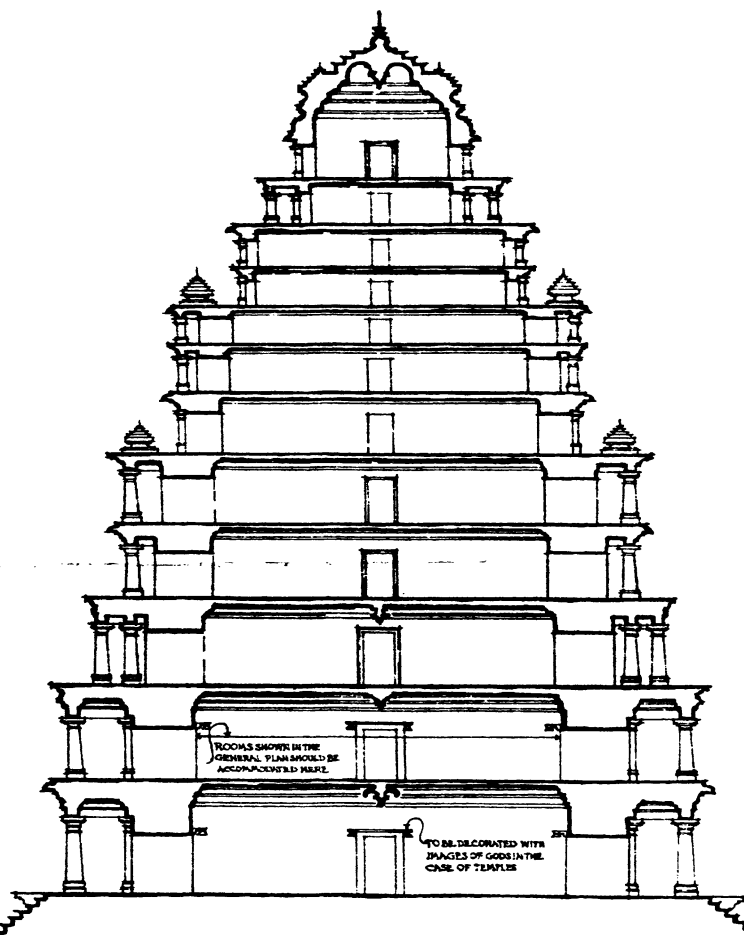 ROOMS SHOWN IN THE
GENERAL PLAN SHOULD BE
ACCOMMODATED HERE
TO BE DECORATED WITH
IMAGES OF GODS IN THE
CASE OF TEMPLES